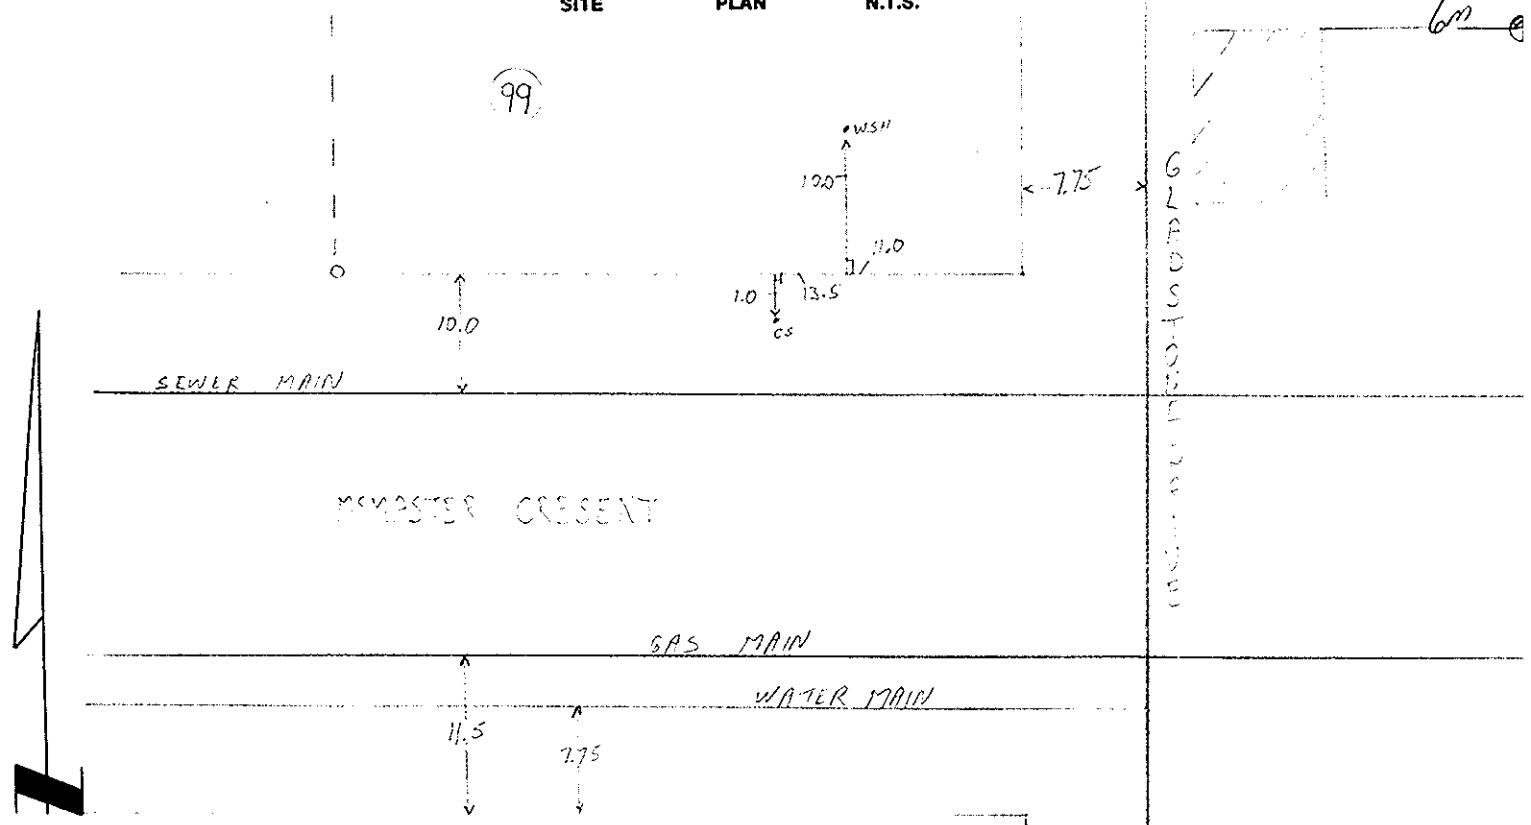 SITE PLAN N.T.S.
6m
99
WSH
10.0
7.75
11.0
1.0
13.5
CS
10.0
SEWER MAIN
GLADSTONE DRIVE
MCMASTER CRESENT
GAS MAIN
WATER MAIN
11.5
7.75